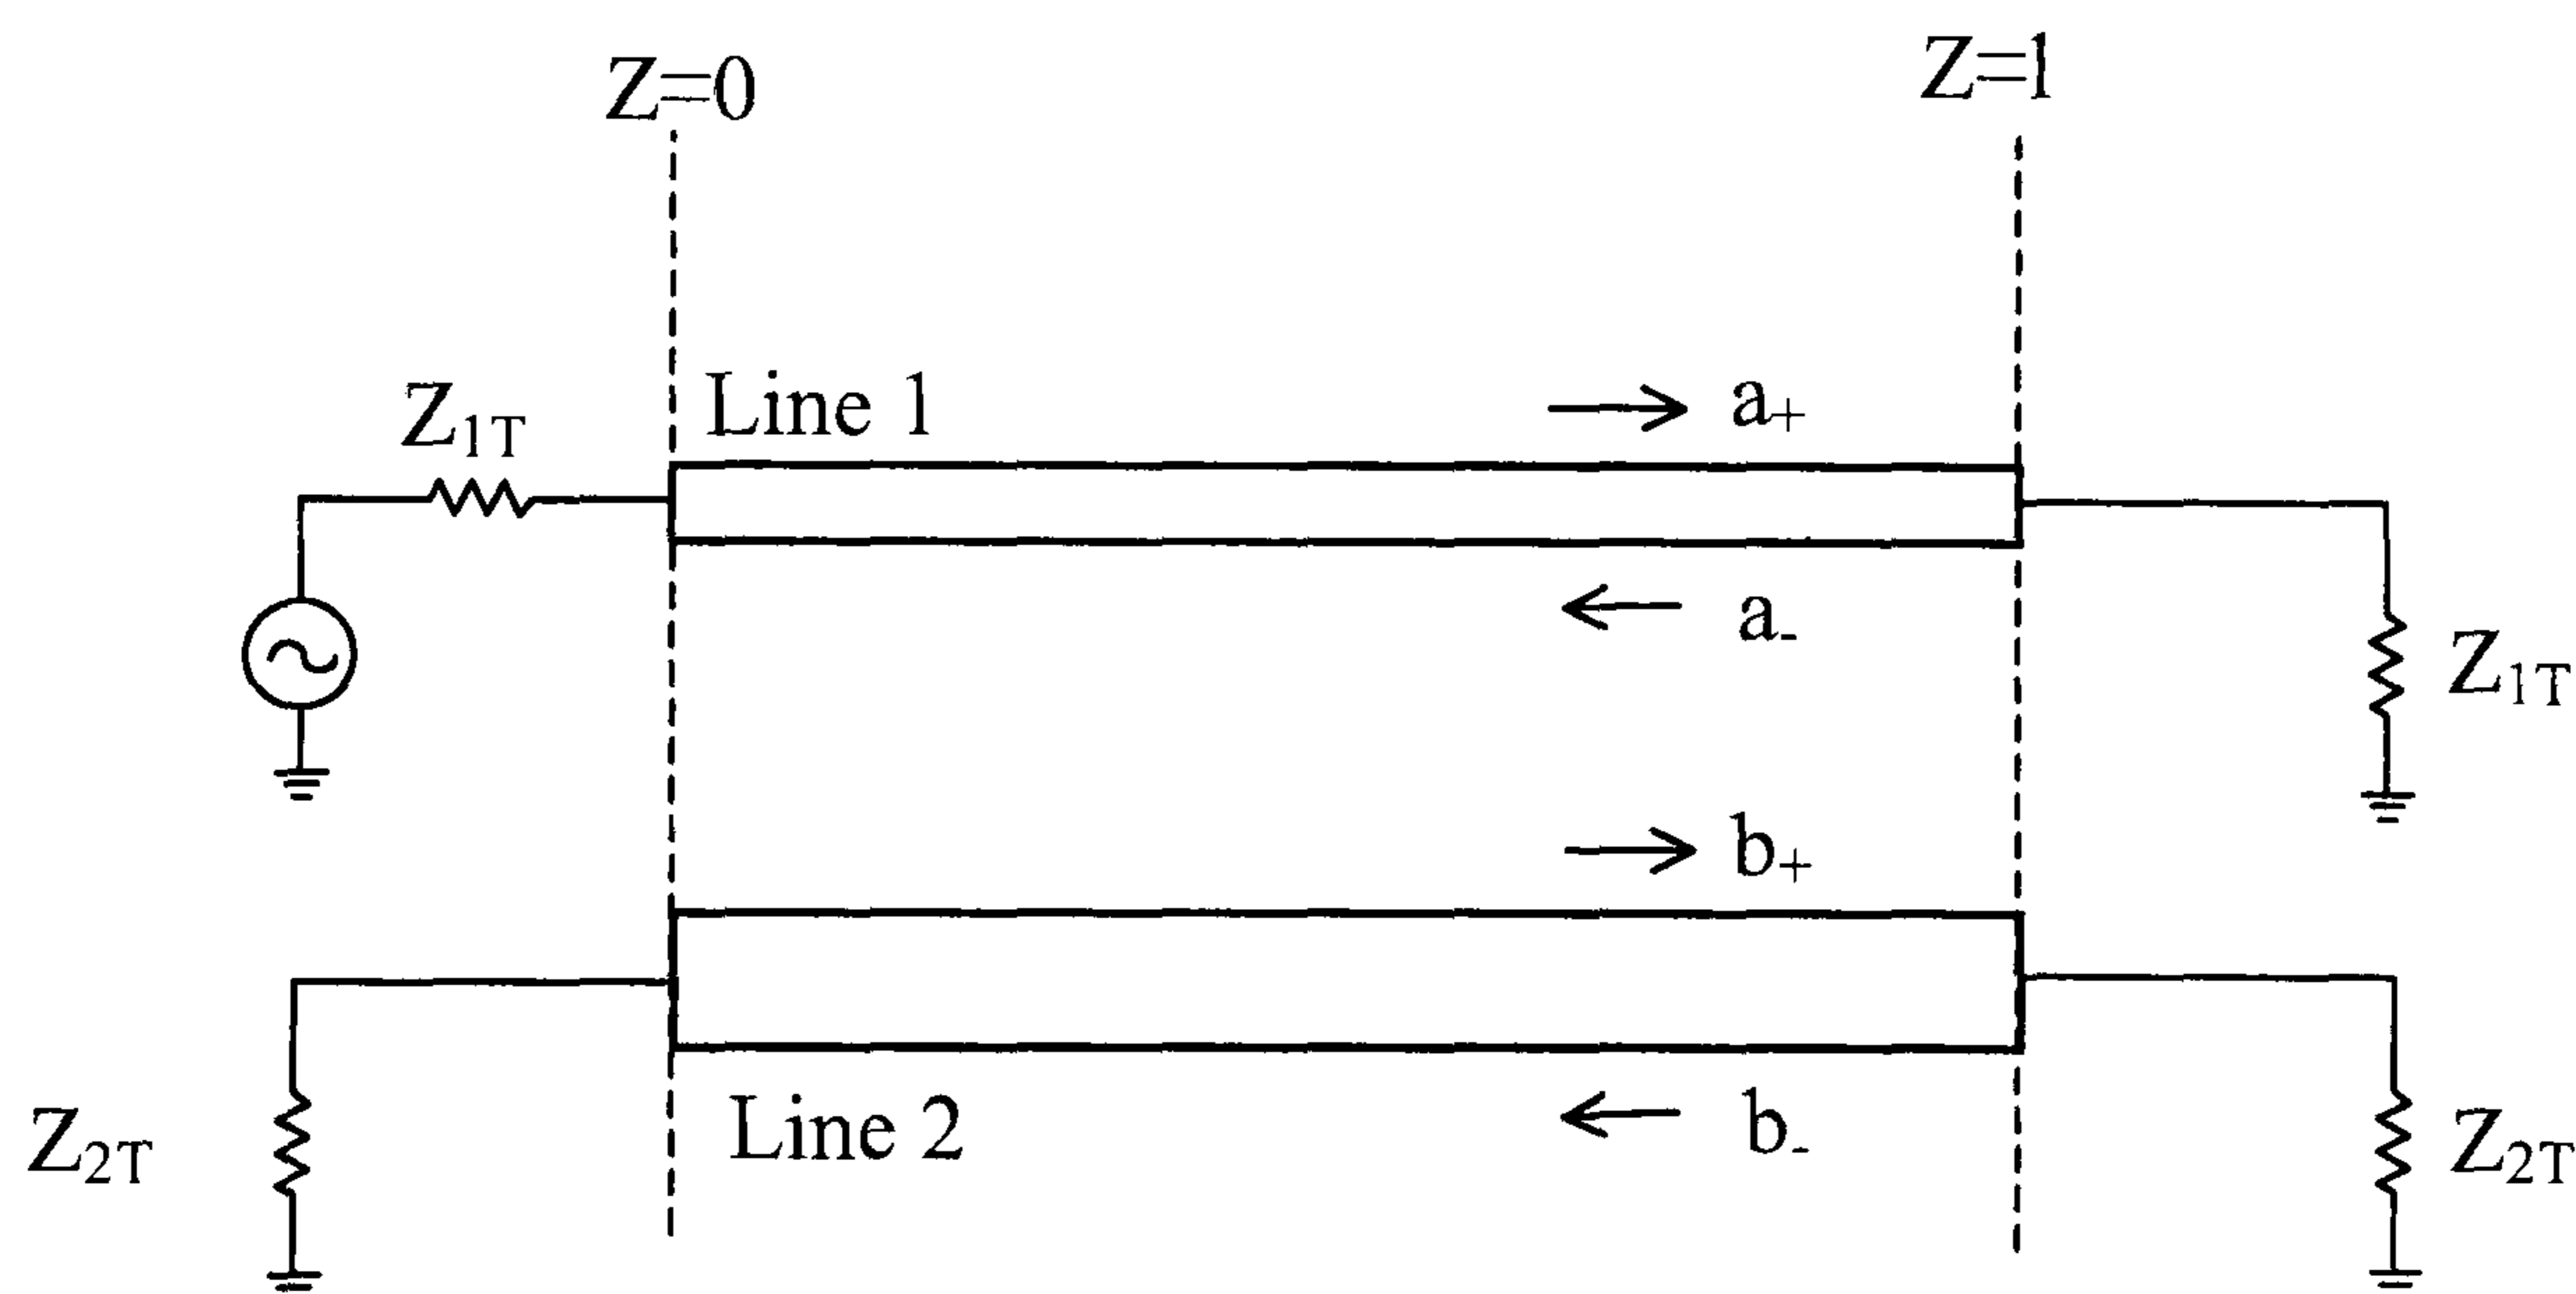 Z=0
Z=l
Z1T
Line 1
a+
a-
Z1T
b+
Z2T
Line 2
b-
Z2T